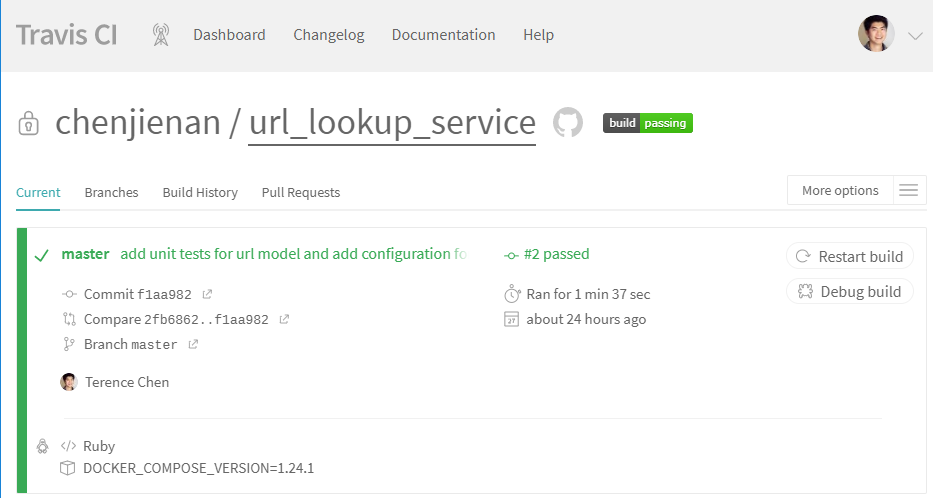 Travis CI Dashboard Changelog Documentation Help
chenjienan / url_lookup_service build passing
Current Branches Build History Pull Requests More options
master add unit tests for url model and add configuration fo #2 passed Restart build
Commit f1aa982 Ran for 1 min 37 sec Debug build
Compare 2fb6862..f1aa982 27 about 24 hours ago
Branch master
Terence Chen
</> Ruby
DOCKER_COMPOSE_VERSION=1.24.1